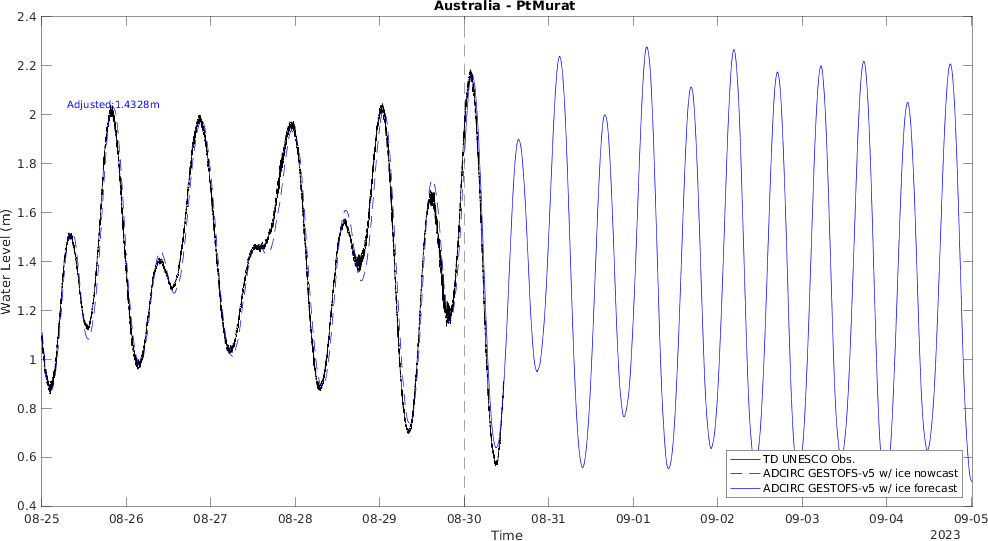 Australia - PtMurat
2.4
2.2
2
1.8
1.6
1.4
1.2
1
0.8
0.6
0.4
Water Level (m)
Adjusted:1.4328m
TD UNESCO Obs.
ADCIRC GESTOFS-v5 w/ ice nowcast
ADCIRC GESTOFS-v5 w/ ice forecast
08-25 08-26 08-27 08-28 08-29 08-30 08-31 09-01 09-02 09-03 09-04 09-05
Time
2023